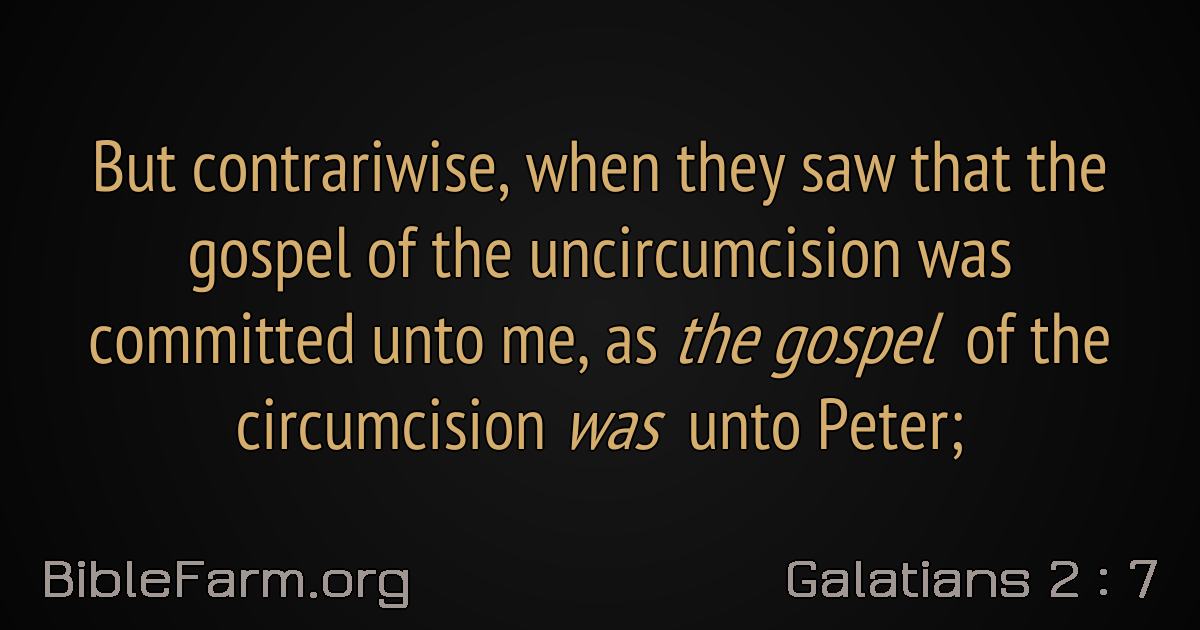 But contrariwise, when they saw that the
gospel of the uncircumcision was
committed unto me, as the gospel of the
circumcision was unto Peter;
BibleFarm.org
Galatians 2 : 7